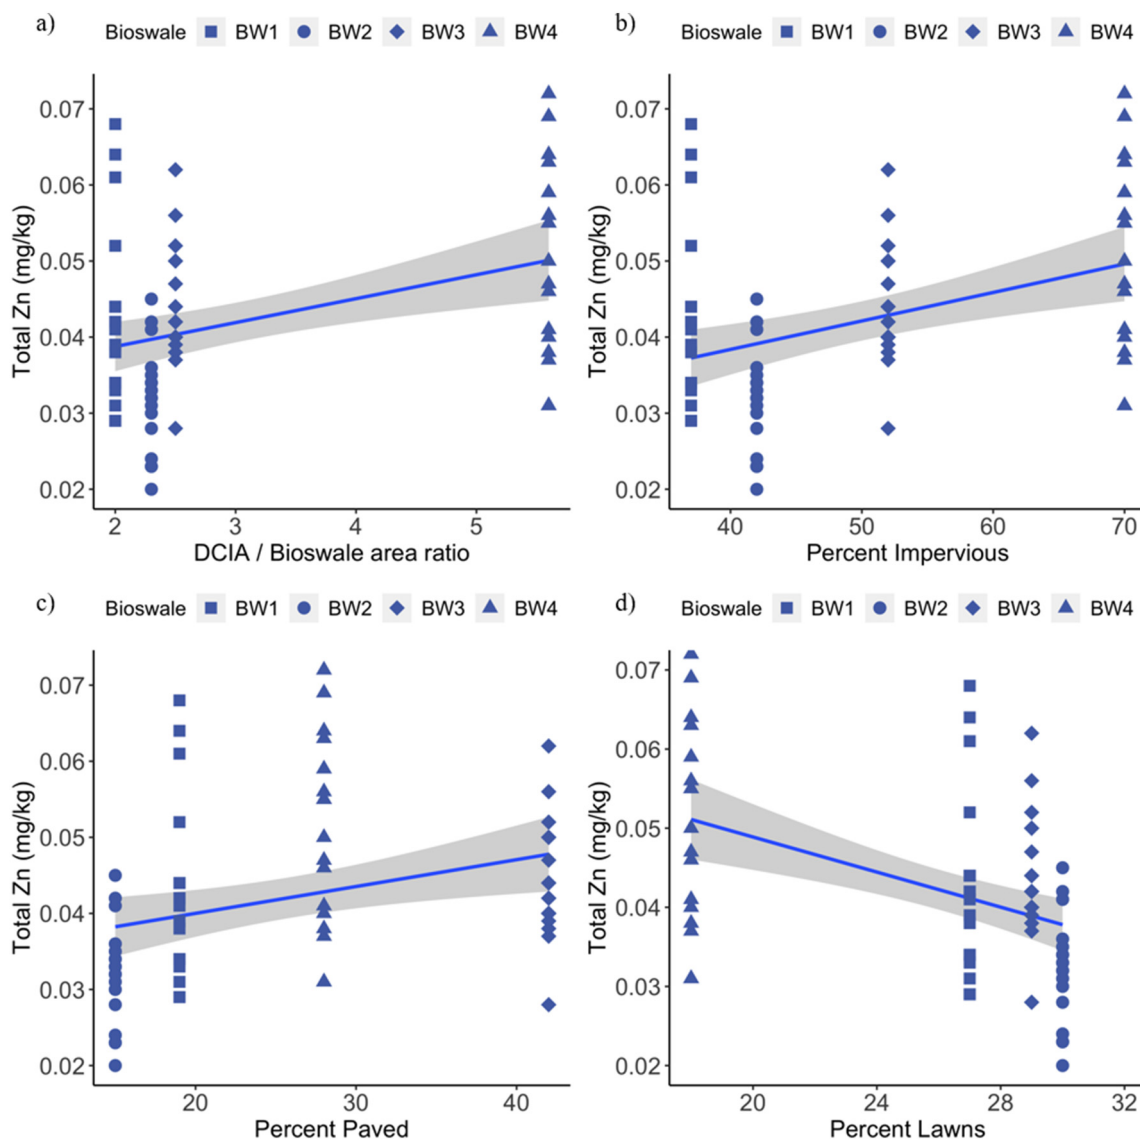 a) Bioswale BW1 BW2 BW3 BW4
0.07
0.06
0.05
0.04
0.03
0.02
Total Zn (mg/kg)
2 3 4 5
DCIA / Bioswale area ratio
b) Bioswale BW1 BW2 BW3 BW4
0.07
0.06
0.05
0.04
0.03
0.02
Total Zn (mg/kg)
40 50 60 70
Percent Impervious
c) Bioswale BW1 BW2 BW3 BW4
0.07
0.06
0.05
0.04
0.03
0.02
Total Zn (mg/kg)
20 30 40
Percent Paved
d) Bioswale BW1 BW2 BW3 BW4
0.07
0.06
0.05
0.04
0.03
0.02
Total Zn (mg/kg)
20 24 28 32
Percent Lawns